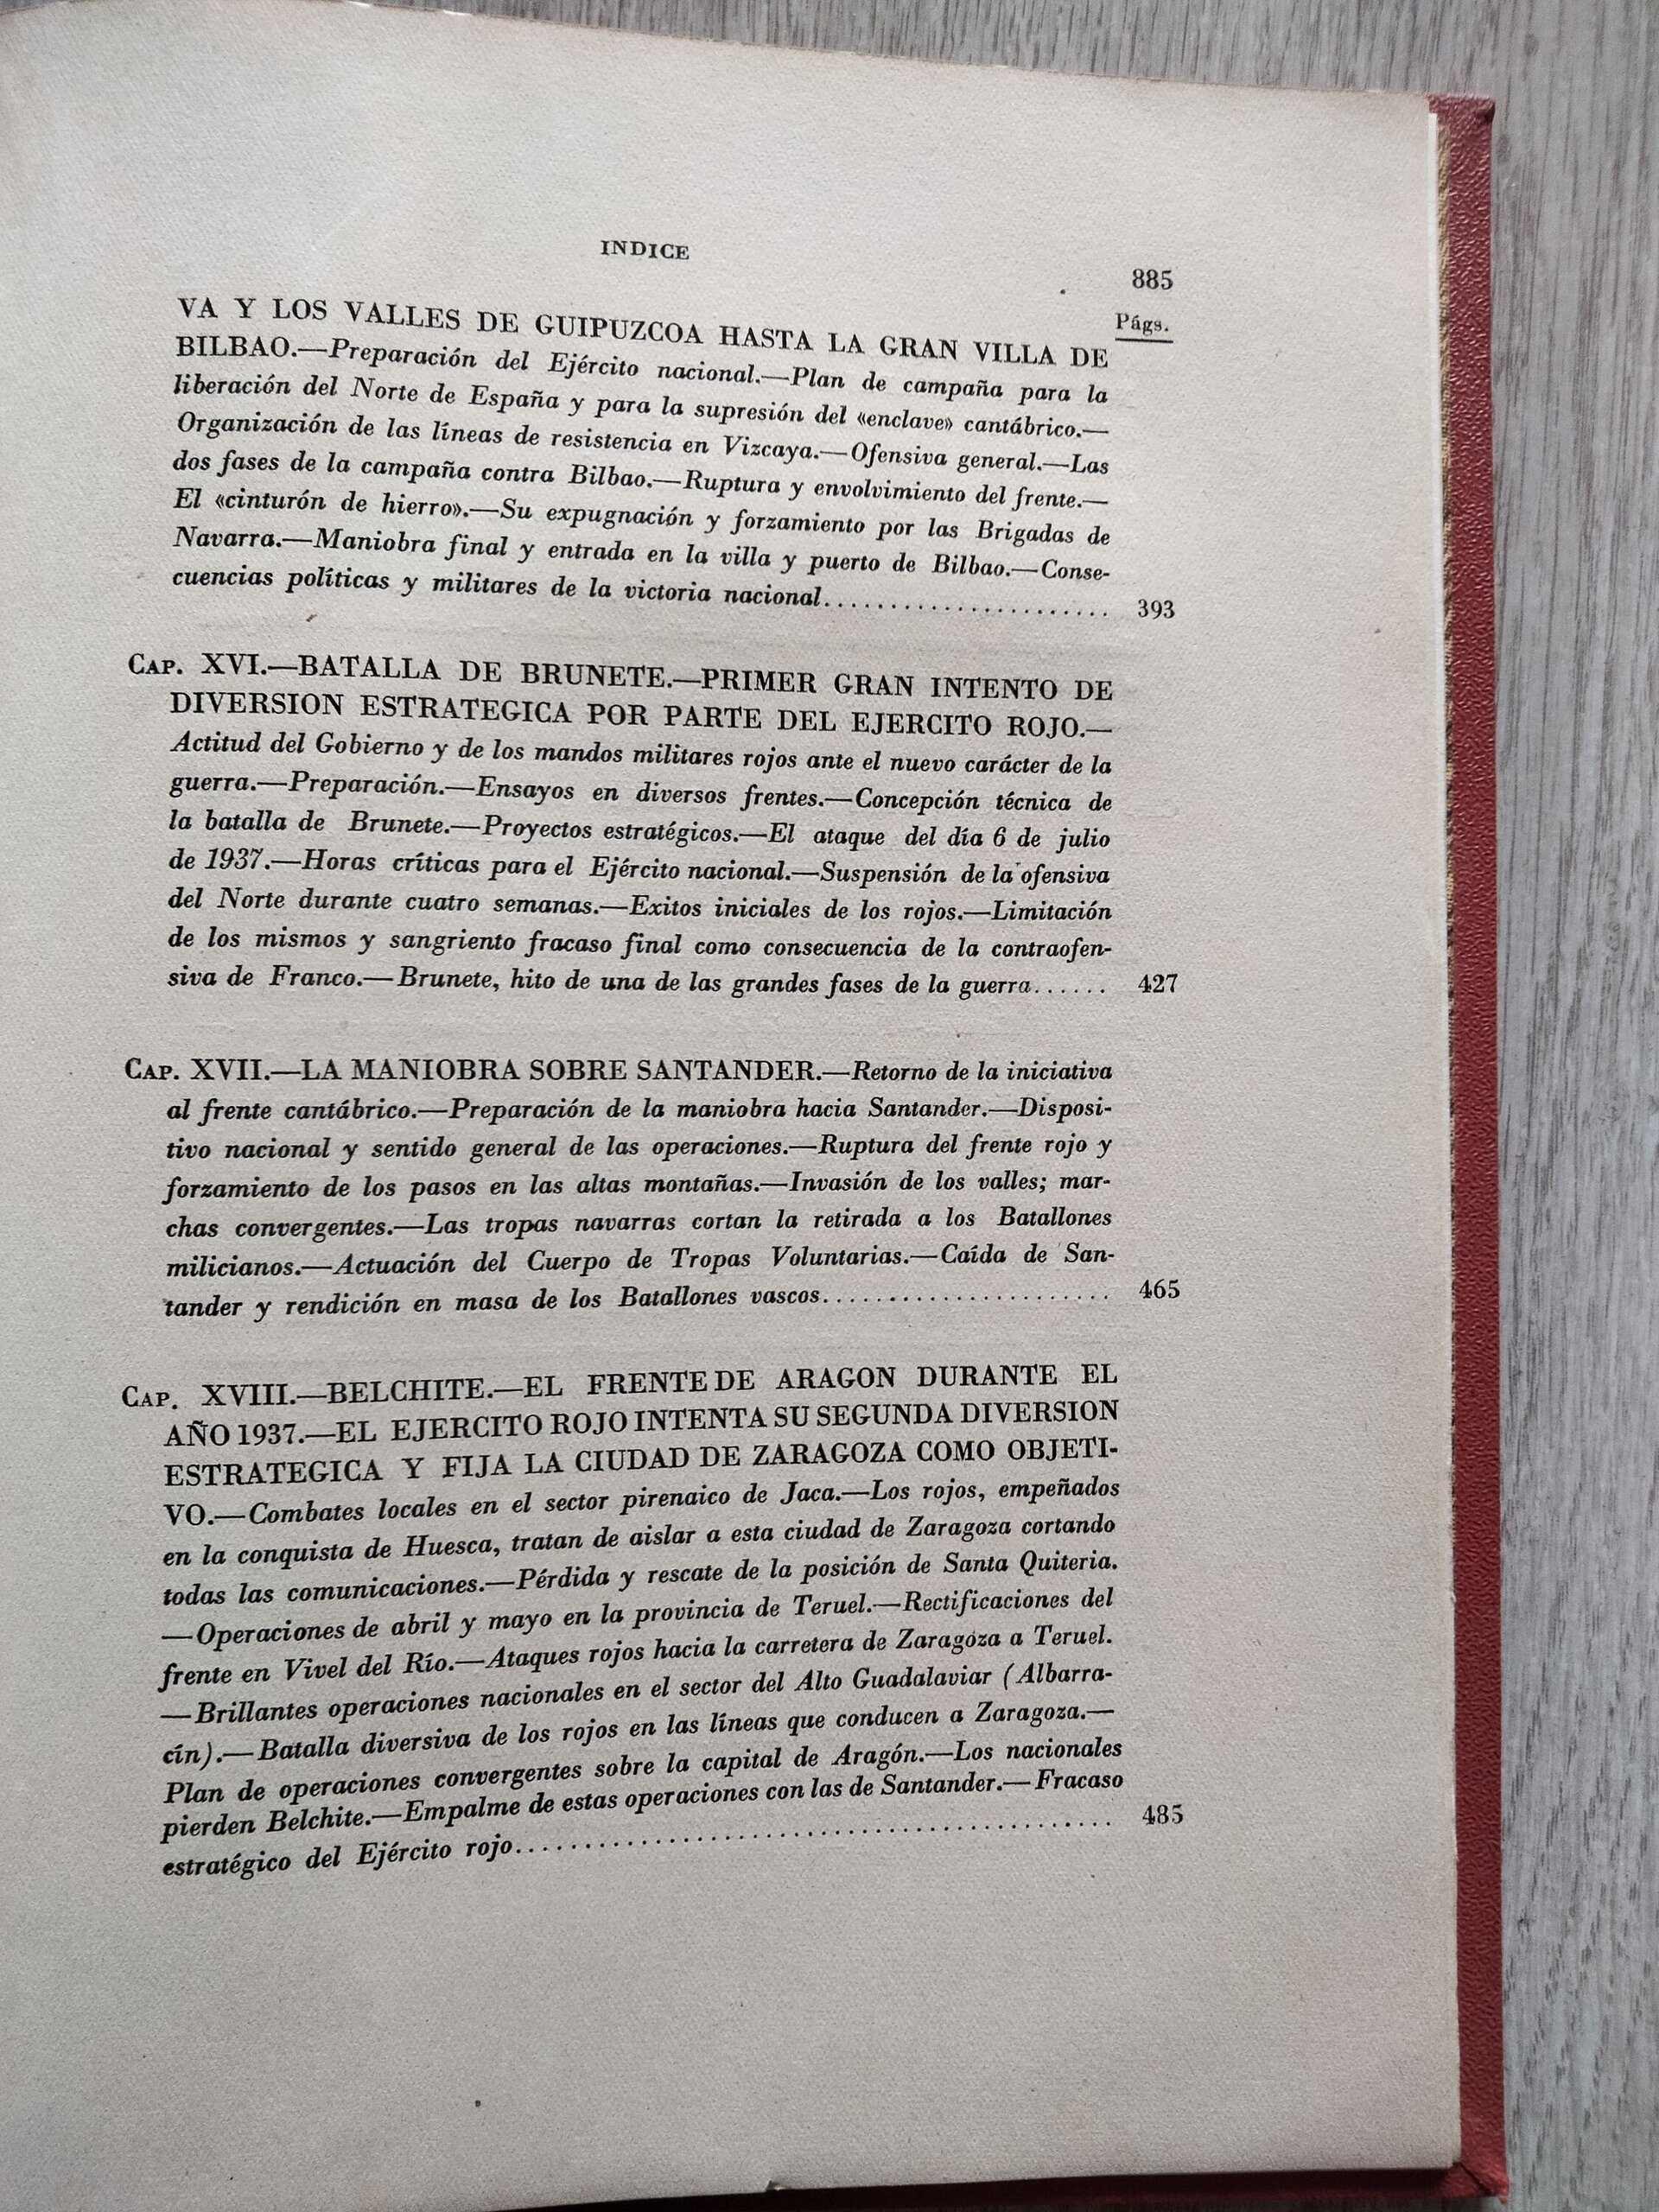 INDICE
885
Págs.
VA Y LOS VALLES DE GUIPUZCOA HASTA LA GRAN VILLA DE
BILBAO.—Preparación del Ejército nacional.—Plan de campaña para la
liberación del Norte de España y para la supresión del «enclave» cantábrico.—
Organización de las líneas de resistencia en Vizcaya.—Ofensiva general.—Las
dos fases de la campaña contra Bilbao.—Ruptura y envolvimiento del frente.—
El «cinturón de hierro».—Su expugnación y forzamiento por las Brigadas de
Navarra.—Maniobra final y entrada en la villa y puerto de Bilbao.—Conse-
cuencias políticas y militares de la victoria nacional...................... 393
CAP. XVI.—BATALLA DE BRUNETE.—PRIMER GRAN INTENTO DE
DIVERSION ESTRATEGICA POR PARTE DEL EJERCITO ROJO.—
Actitud del Gobierno y de los mandos militares rojos ante el nuevo carácter de la
guerra.—Preparación.—Ensayos en diversos frentes.—Concepción técnica de
la batalla de Brunete.—Proyectos estratégicos.—El ataque del día 6 de julio
de 1937.—Horas críticas para el Ejército nacional.—Suspensión de la ofensiva
del Norte durante cuatro semanas.—Exitos iniciales de los rojos.—Limitación
de los mismos y sangriento fracaso final como consecuencia de la contraofen-
siva de Franco.—Brunete, hito de una de las grandes fases de la guerra...... 427
CAP. XVII.—LA MANIOBRA SOBRE SANTANDER.—Retorno de la iniciativa
al frente cantábrico.—Preparación de la maniobra hacia Santander.—Disposi-
tivo nacional y sentido general de las operaciones.—Ruptura del frente rojo y
forzamiento de los pasos en las altas montañas.—Invasión de los valles; mar-
chas convergentes.—Las tropas navarras cortan la retirada a los Batallones
milicianos.—Actuación del Cuerpo de Tropas Voluntarias.—Caída de San-
tander y rendición en masa de los Batallones vascos...................... 465
CAP. XVIII.—BELCHITE.—EL FRENTE DE ARAGON DURANTE EL
AÑO 1937.—EL EJERCITO ROJO INTENTA SU SEGUNDA DIVERSION
ESTRATEGICA Y FIJA LA CIUDAD DE ZARAGOZA COMO OBJETI-
VO.—Combates locales en el sector pirenaico de Jaca.—Los rojos, empeñados
en la conquista de Huesca, tratan de aislar a esta ciudad de Zaragoza cortando
todas las comunicaciones.—Pérdida y rescate de la posición de Santa Quiteria.
—Operaciones de abril y mayo en la provincia de Teruel.—Rectificaciones del
frente en Vivel del Río.—Ataques rojos hacia la carretera de Zaragoza a Teruel.
—Brillantes operaciones nacionales en el sector del Alto Guadalaviar (Albarra-
cín).—Batalla diversiva de los rojos en las líneas que conducen a Zaragoza.—
Plan de operaciones convergentes sobre la capital de Aragón.—Los nacionales
pierden Belchite.—Empalme de estas operaciones con las de Santander.—Fracaso
estratégico del Ejército rojo............................................. 485